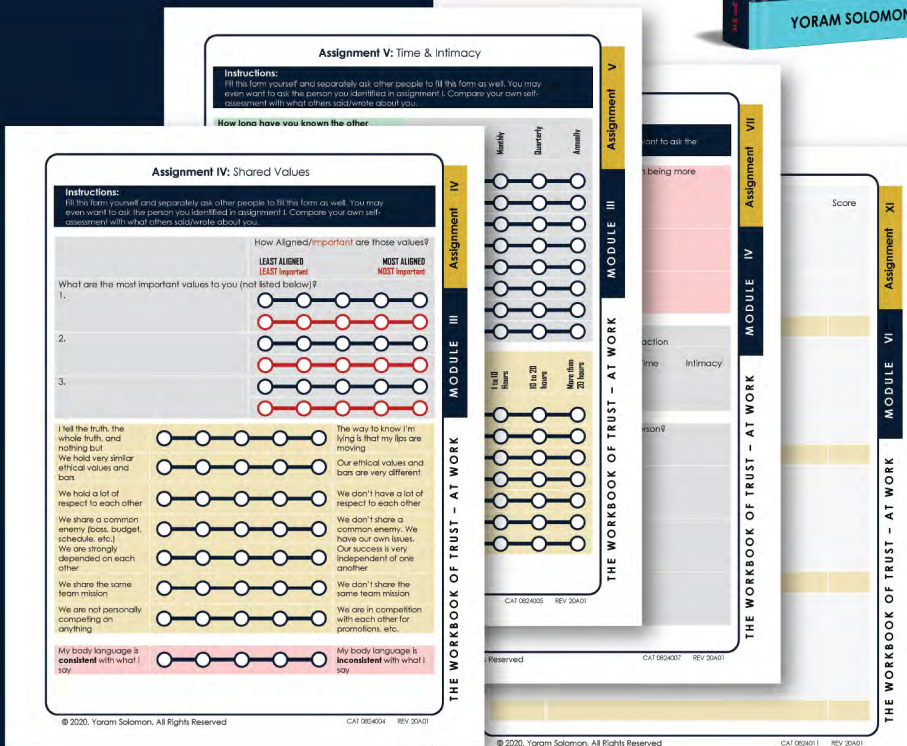 YORAM SOLOMON
Assignment IV: Shared Values
Instructions:
Fill this form yourself and separately ask other people to fill this form as well. You may
even want to ask the person you identified in assignment I. Compare your own self-
assessment with what others said/wrote about you.
How Aligned/Important are those values?
LEAST ALIGNED
LEAST Important
MOST ALIGNED
MOST Important
What are the most important values to you (not listed below)?
1.
2.
3.
I tell the truth, the
whole truth, and
nothing but
The way to know I'm
lying is that my lips are
moving
We hold very similar
ethical values and
bars
Our ethical values and
bars are very different
We hold a lot of
respect to each other
We don't have a lot of
respect to each other
We share a common
enemy (boss, budget,
schedule, etc.)
We don't share a
common enemy. We
have our own issues.
We are strongly
depended on each
other
Our success is very
independent of one
another
We share the same
team mission
We don't share the
same team mission
We are not personally
competing on
anything
We are in competition
with each other for
promotions, etc.
My body language is
consistent with what I
say
My body language is
inconsistent with what I
say
© 2020, Yoram Solomon, All Rights Reserved
CAT 0824004 REV 20A01
Assignment IV
MODULE III
THE WORKBOOK OF TRUST – AT WORK
Assignment V: Time & Intimacy
Instructions:
Fill this form yourself and separately ask other people to fill this form as well. You may
even want to ask the person you identified in assignment I. Compare your own self-
assessment with what others said/wrote about you.
How long have you known the other
Monthly
Quarterly
Annually
1 to 10
Hours
10 to 20
hours
More than
20 hours
CAT 0824005 REV 20A01
Assignment V
MODULE III
THE WORKBOOK OF TRUST – AT WORK
want to ask the
being more
action
Time
Intimacy
erson?
s Reserved
CAT 0824007 REV 20A01
Assignment VII
MODULE IV
THE WORKBOOK OF TRUST – AT WORK
Score
© 2020, Yoram Solomon, All Rights Reserved
CAT 0824011 REV 20A01
Assignment XI
MODULE VI
THE WORKBOOK OF TRUST – AT WORK